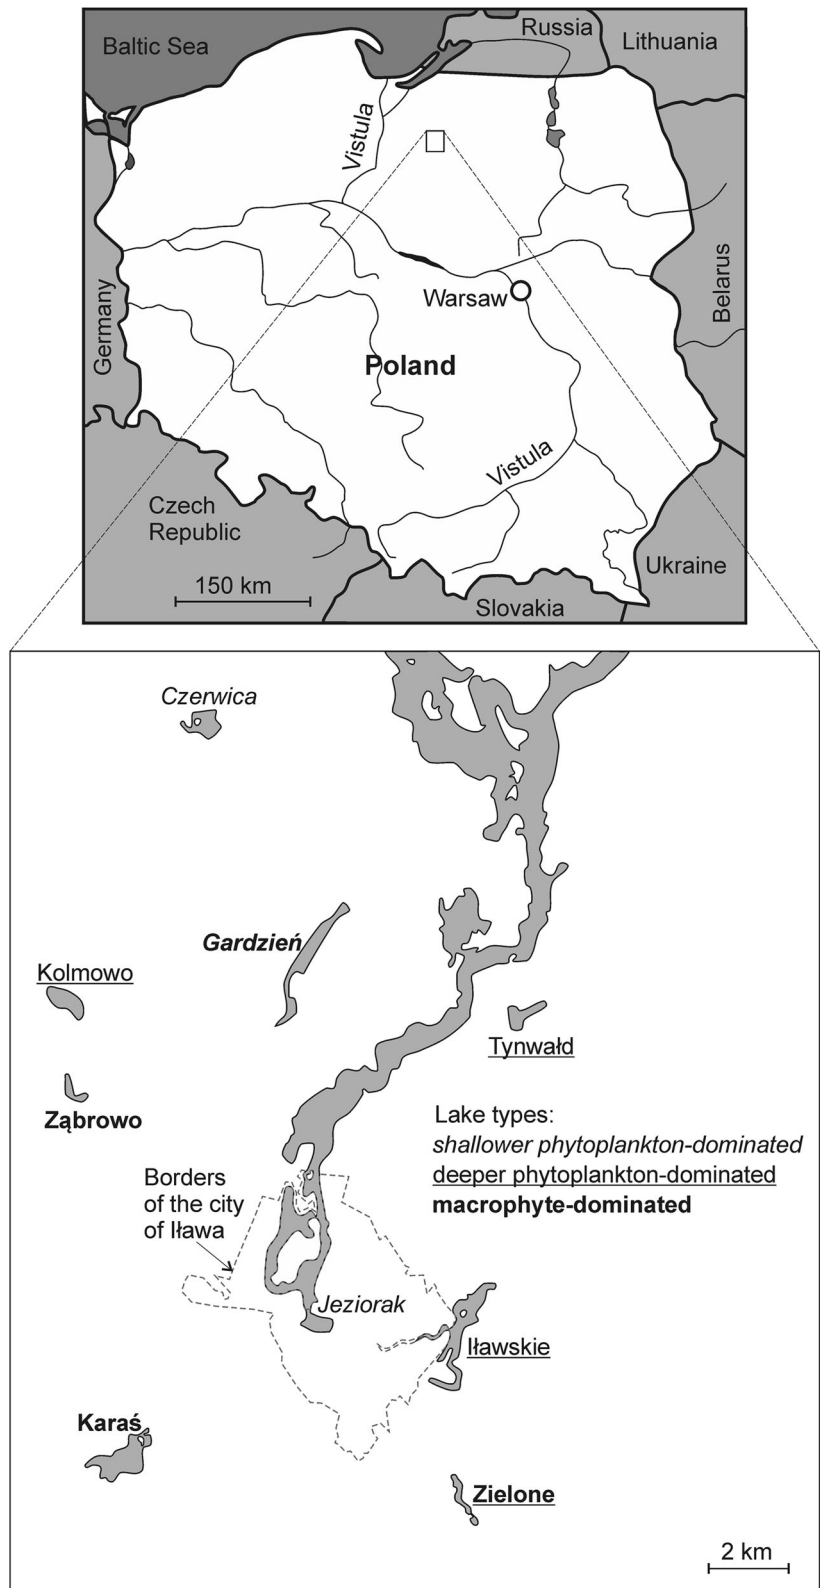 Baltic Sea
Russia
Lithuania
Vistula
Germany
Belarus
Warsaw
Poland
Vistula
Czech
Republic
150 km
Ukraine
Slovakia
Czerwica
Gardzień
Kolmowo
Tynwałd
Ząbrowo
Lake types:
shallower phytoplankton-dominated
deeper phytoplankton-dominated
macrophyte-dominated
Borders
of the city
of Iława
Jeziorak
Iławskie
Karaś
Zielone
2 km